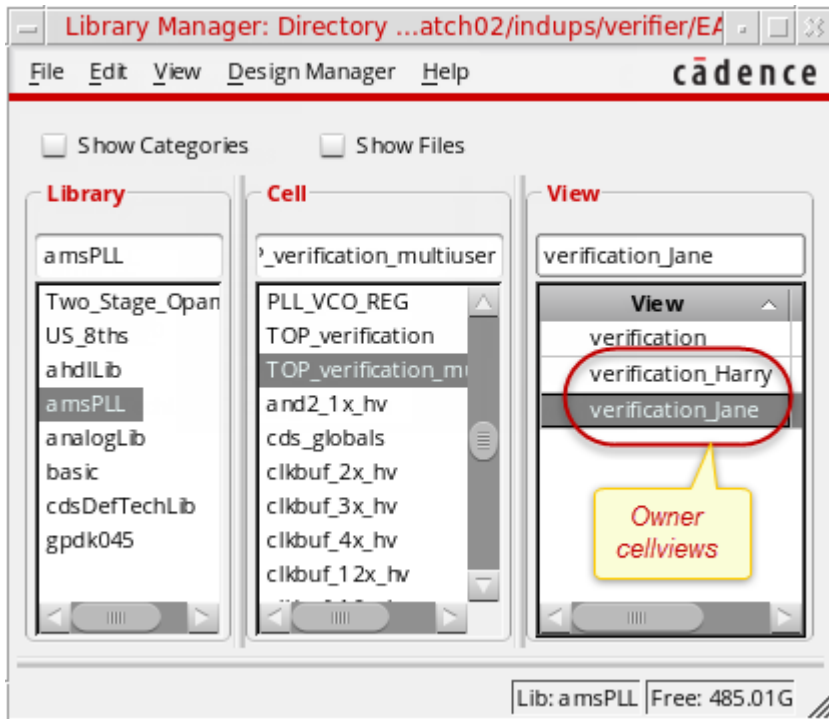 Library Manager: Directory ...atch02/indups/verifier/EA
File Edit View Design Manager Help
cādence
Show Categories Show Files
Library Cell View
amsPLL
P_verification_multiuser
verification_Jane
Two_Stage_Opam
US_8ths
ahdlLib
amsPLL
analogLib
basic
cdsDefTechLib
gpdk045
PLL_VCO_REG
TOP_verification
TOP_verification_mu
and2_1x_hv
cds_globals
clkbuf_2x_hv
clkbuf_3x_hv
clkbuf_4x_hv
clkbuf_12x_hv
View
verification
verification_Harry
verification_Jane
Owner
cellviews
Lib: amsPLL Free: 485.01G